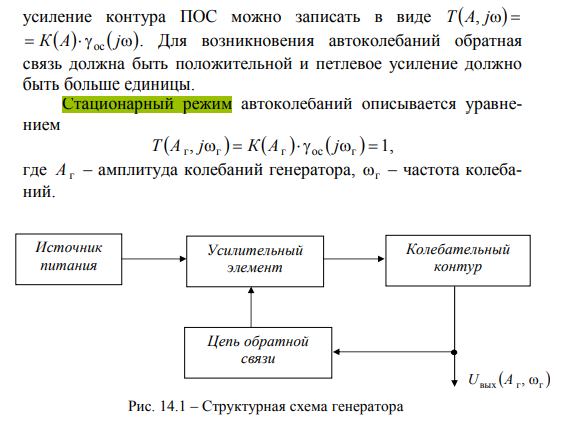 усиление контура ПОС можно записать в виде T(A, jω) =
= K(A)·γос(jω). Для возникновения автоколебаний обратная
связь должна быть положительной и петлевое усиление должно
быть больше единицы.
Стационарный режим автоколебаний описывается уравне-
нием
T(Aг, jωг) = K(Aг)·γос(jωг) = 1,
где Aг – амплитуда колебаний генератора, ωг – частота колеба-
ний.
Источник
питания
Усилительный
элемент
Колебательный
контур
Цепь обратной
связи
Uвых(Aг, ωг)
Рис. 14.1 – Структурная схема генератора